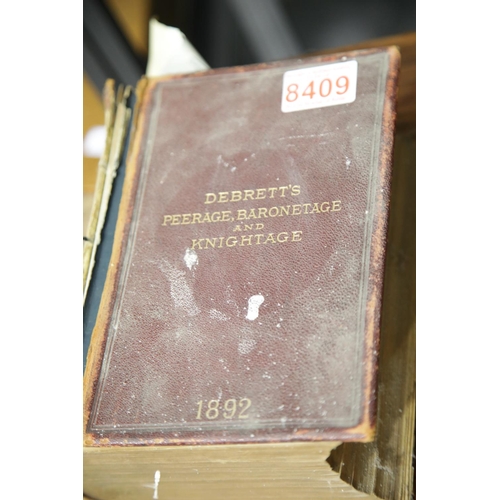 8409
DEBRETT'S
PEERAGE, BARONETAGE
AND
KNIGHTAGE
1892